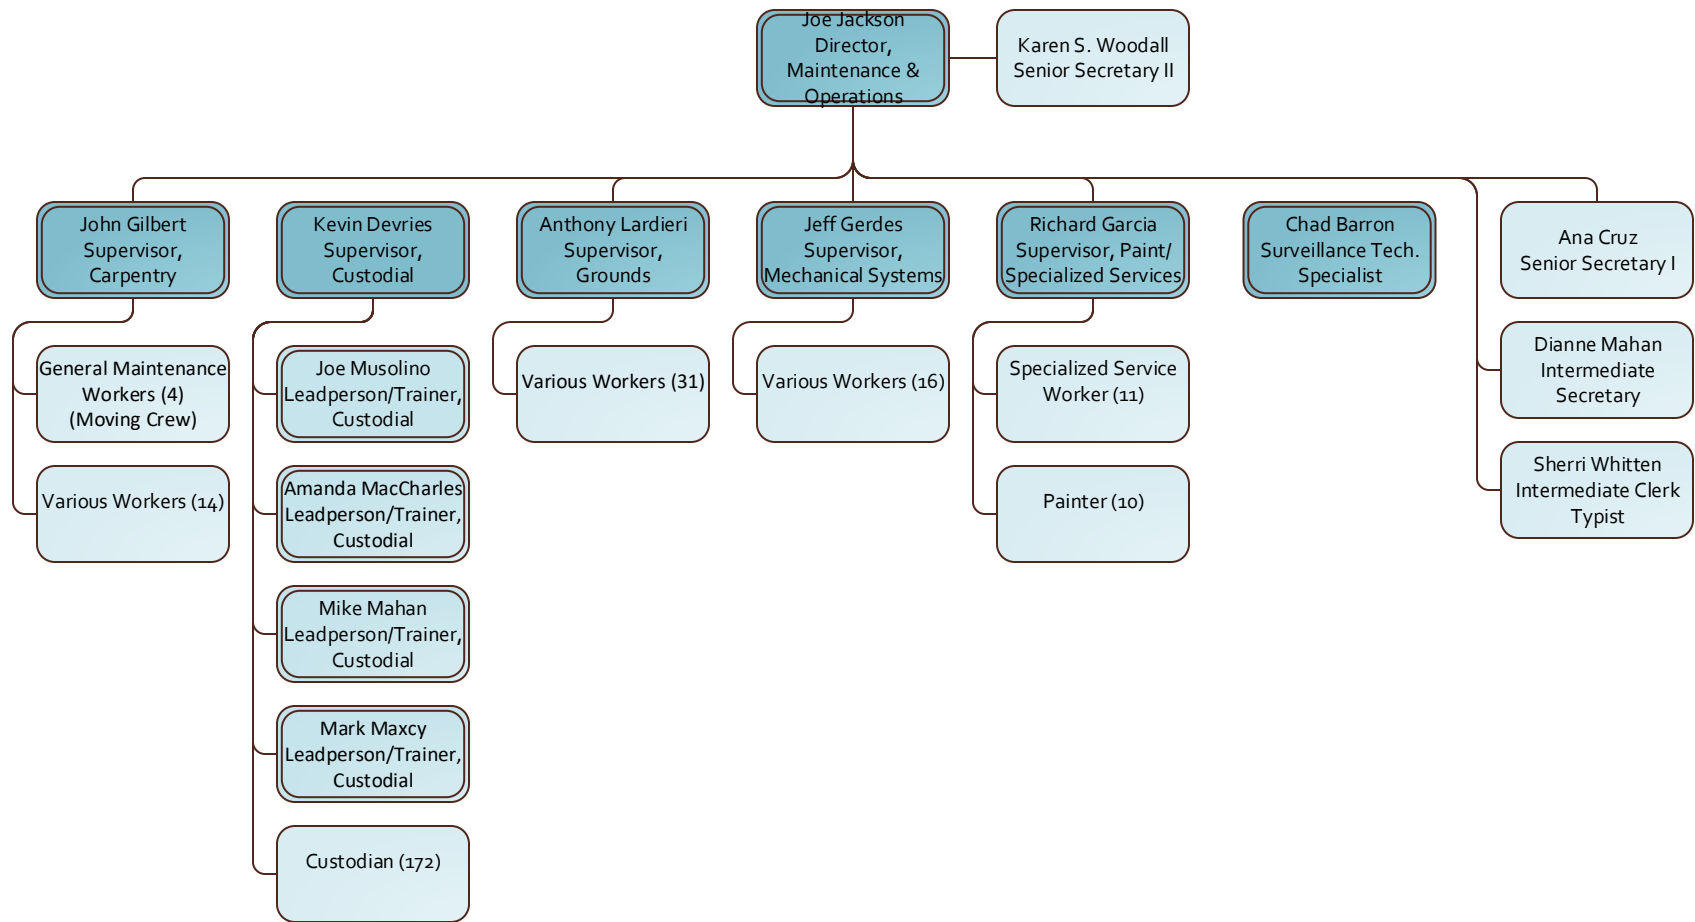 Joe Jackson
Director,
Maintenance &
Operations
Karen S. Woodall
Senior Secretary II
John Gilbert
Supervisor,
Carpentry
Kevin Devries
Supervisor,
Custodial
Anthony Lardieri
Supervisor,
Grounds
Jeff Gerdes
Supervisor,
Mechanical Systems
Richard Garcia
Supervisor, Paint/
Specialized Services
Chad Barron
Surveillance Tech.
Specialist
Ana Cruz
Senior Secretary I
General Maintenance
Workers (4)
(Moving Crew)
Various Workers (14)
Joe Musolino
Leadperson/Trainer,
Custodial
Amanda MacCharles
Leadperson/Trainer,
Custodial
Mike Mahan
Leadperson/Trainer,
Custodial
Mark Maxcy
Leadperson/Trainer,
Custodial
Custodian (172)
Various Workers (31)
Various Workers (16)
Specialized Service
Worker (11)
Painter (10)
Dianne Mahan
Intermediate
Secretary
Sherri Whitten
Intermediate Clerk
Typist